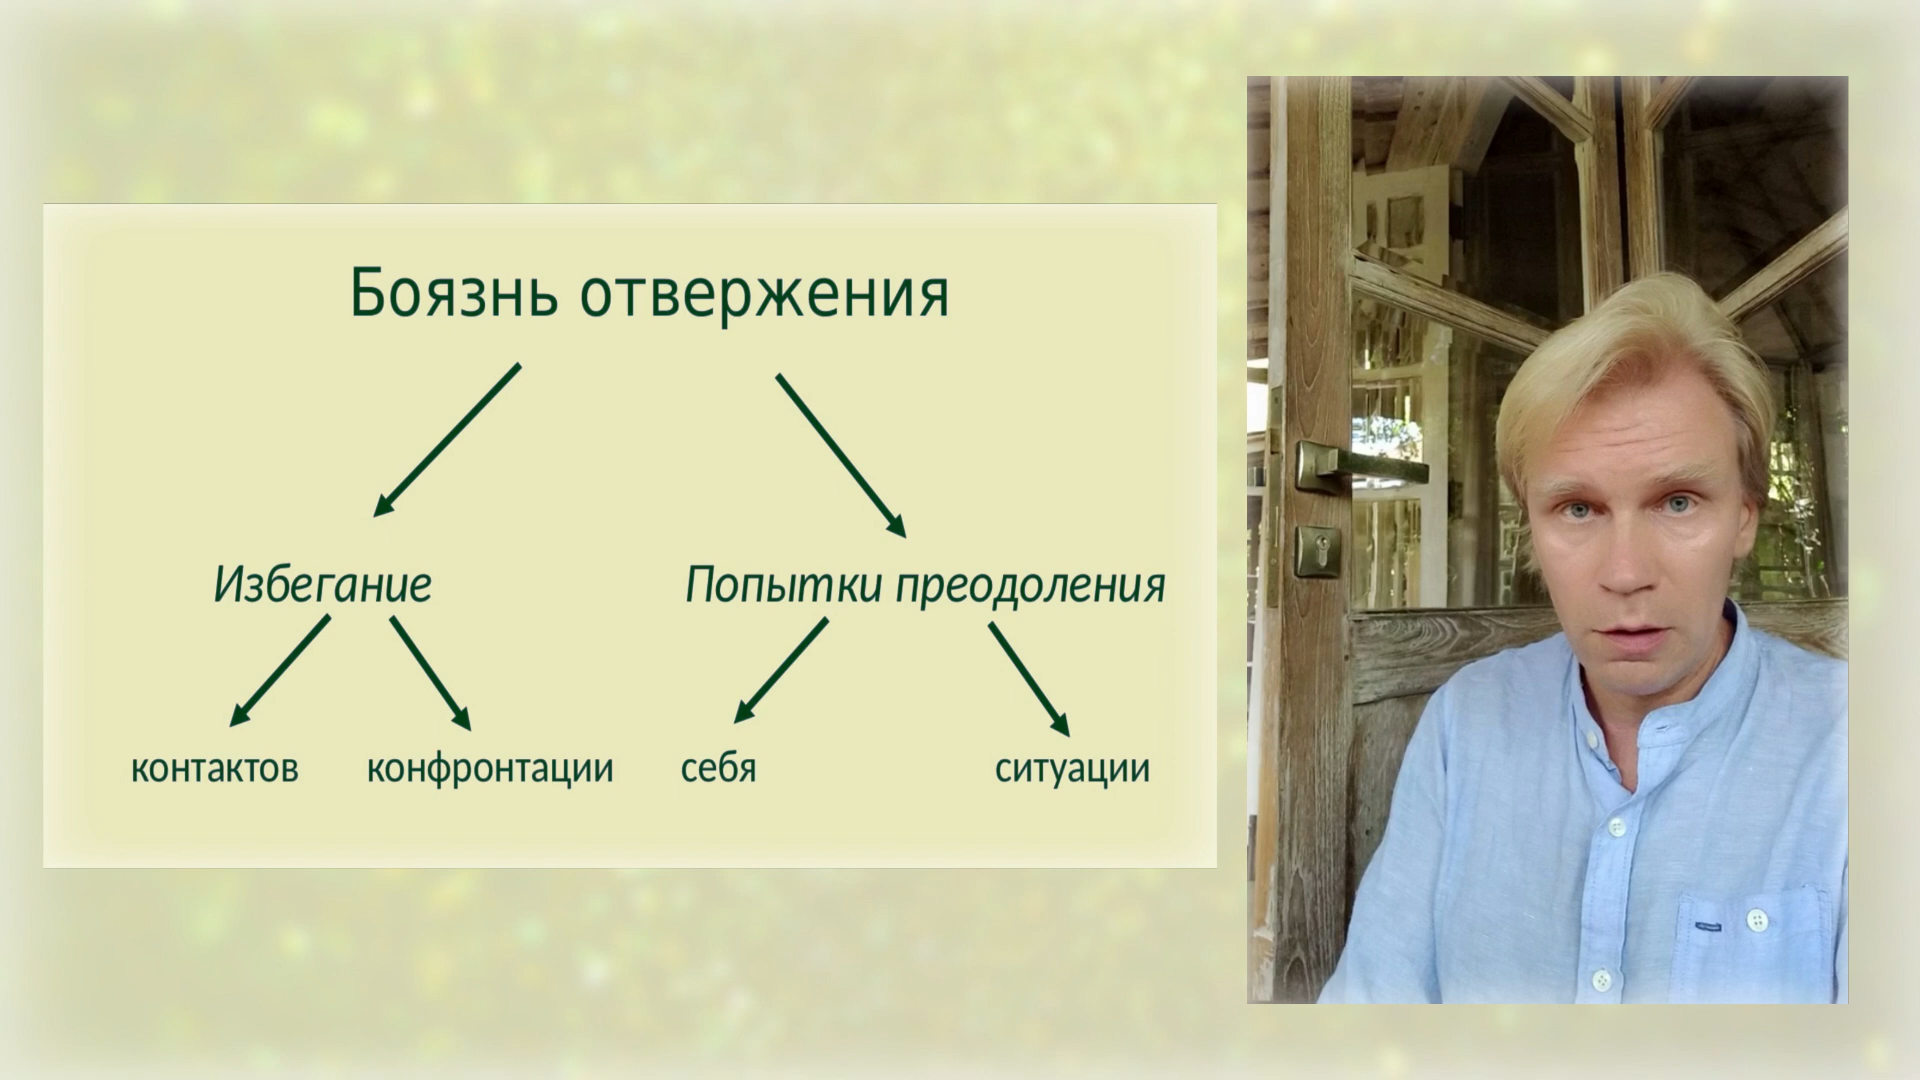 Боязнь отвержения
Избегание Попытки преодоления
контактов конфронтации себя ситуации